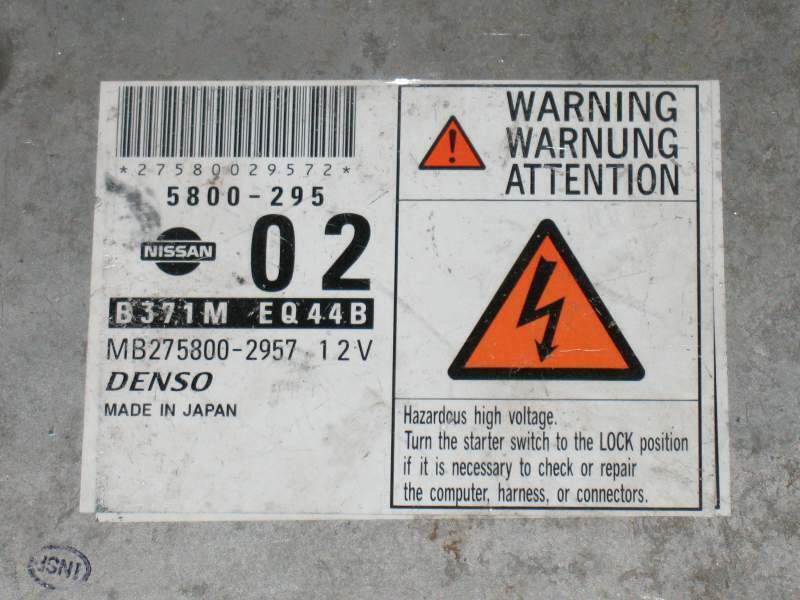 *27580029572*
5800-295
NISSAN
02
B371M EQ44B
MB275800-2957 12V
DENSO
MADE IN JAPAN
WARNING
WARNUNG
ATTENTION
Hazardous high voltage.
Turn the starter switch to the LOCK position
if it is necessary to check or repair
the computer, harness, or connectors.
INSP